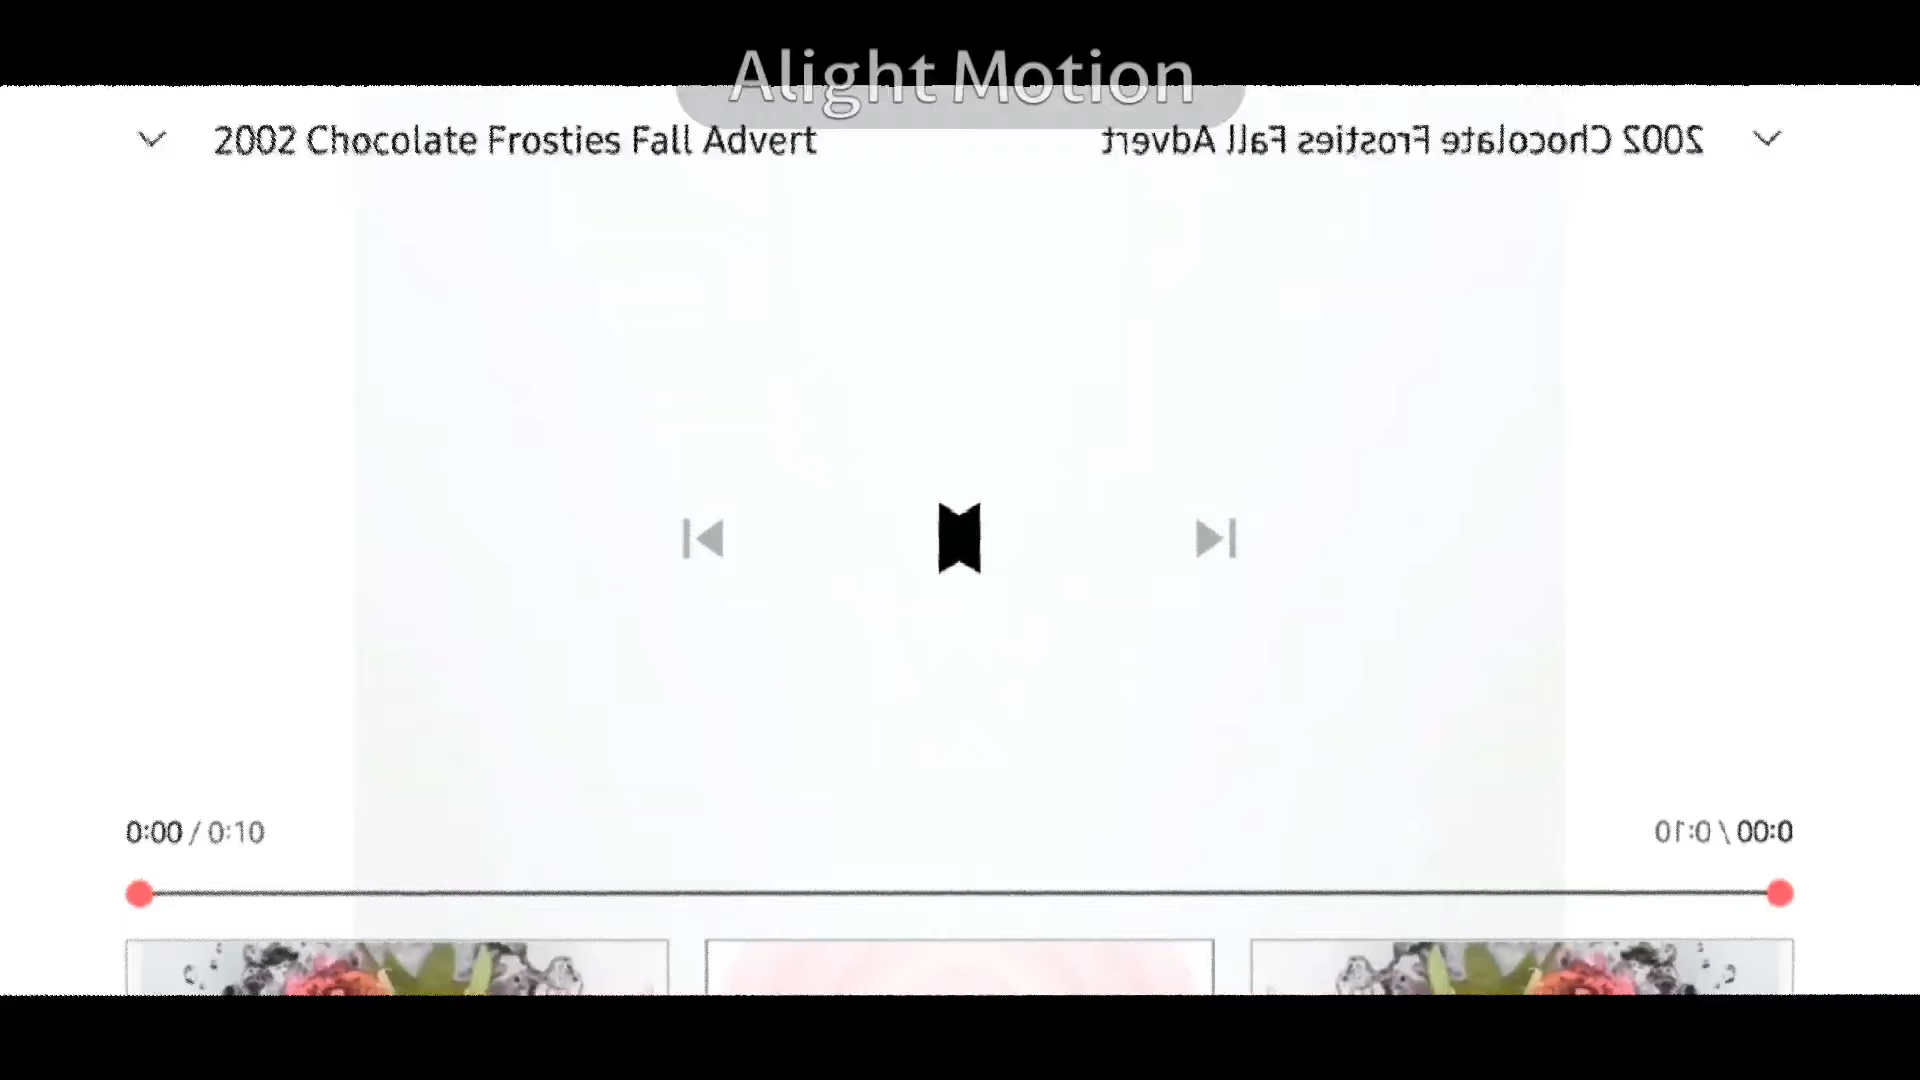 Alight Motion
2002 Chocolate Frosties Fall Advert
2002 Chocolate Frosties Fall Advert
0:00 / 0:10
0:00 / 0:10